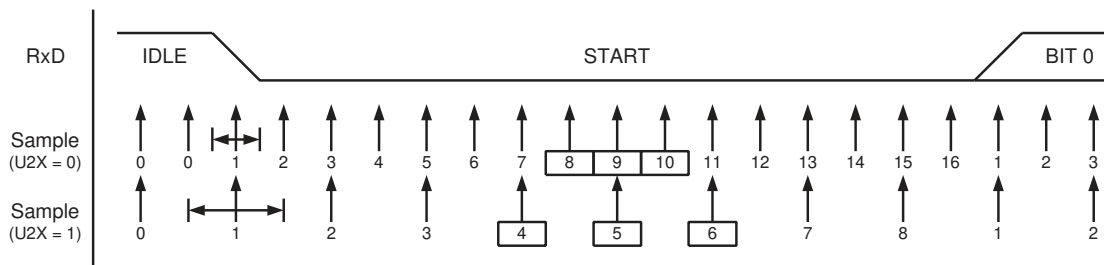 RxD IDLE START BIT 0
Sample
(U2X = 0)
0 0 1 2 3 4 5 6 7 8 9 10 11 12 13 14 15 16 1 2 3
Sample
(U2X = 1)
0 1 2 3 4 5 6 7 8 1 2